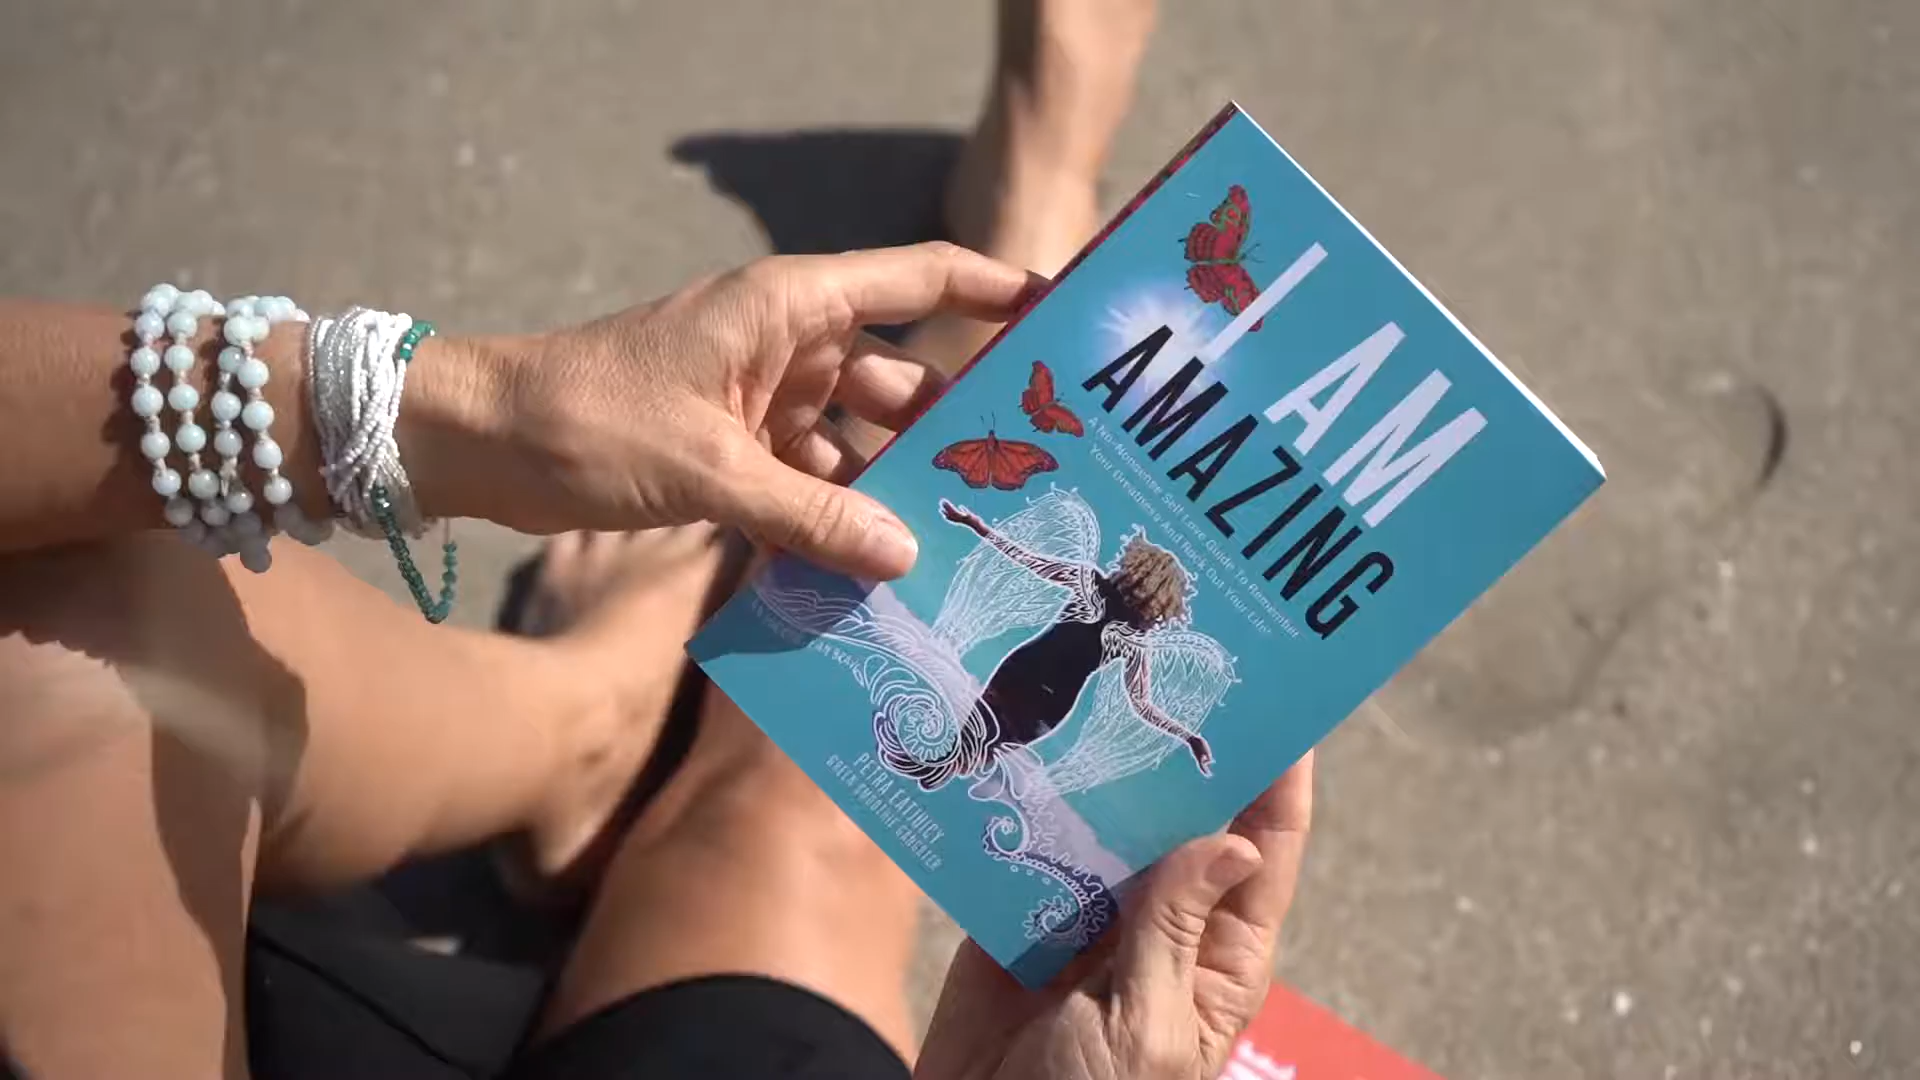 I AM
AMAZING
A No-Nonsense Self Love Guide To Remember
Your Greatness And Rock Out Your Life
PETRA EATJUICY
GREEN SMOOTHIE GANGSTER